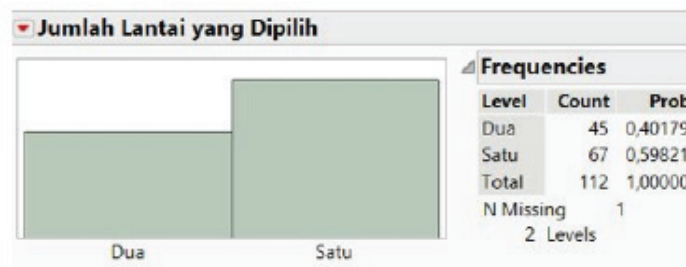 Jumlah Lantai yang Dipilih
Dua Satu
Frequencies
Level Count Prob
Dua 45 0,40179
Satu 67 0,59821
Total 112 1,00000
N Missing 1
2 Levels